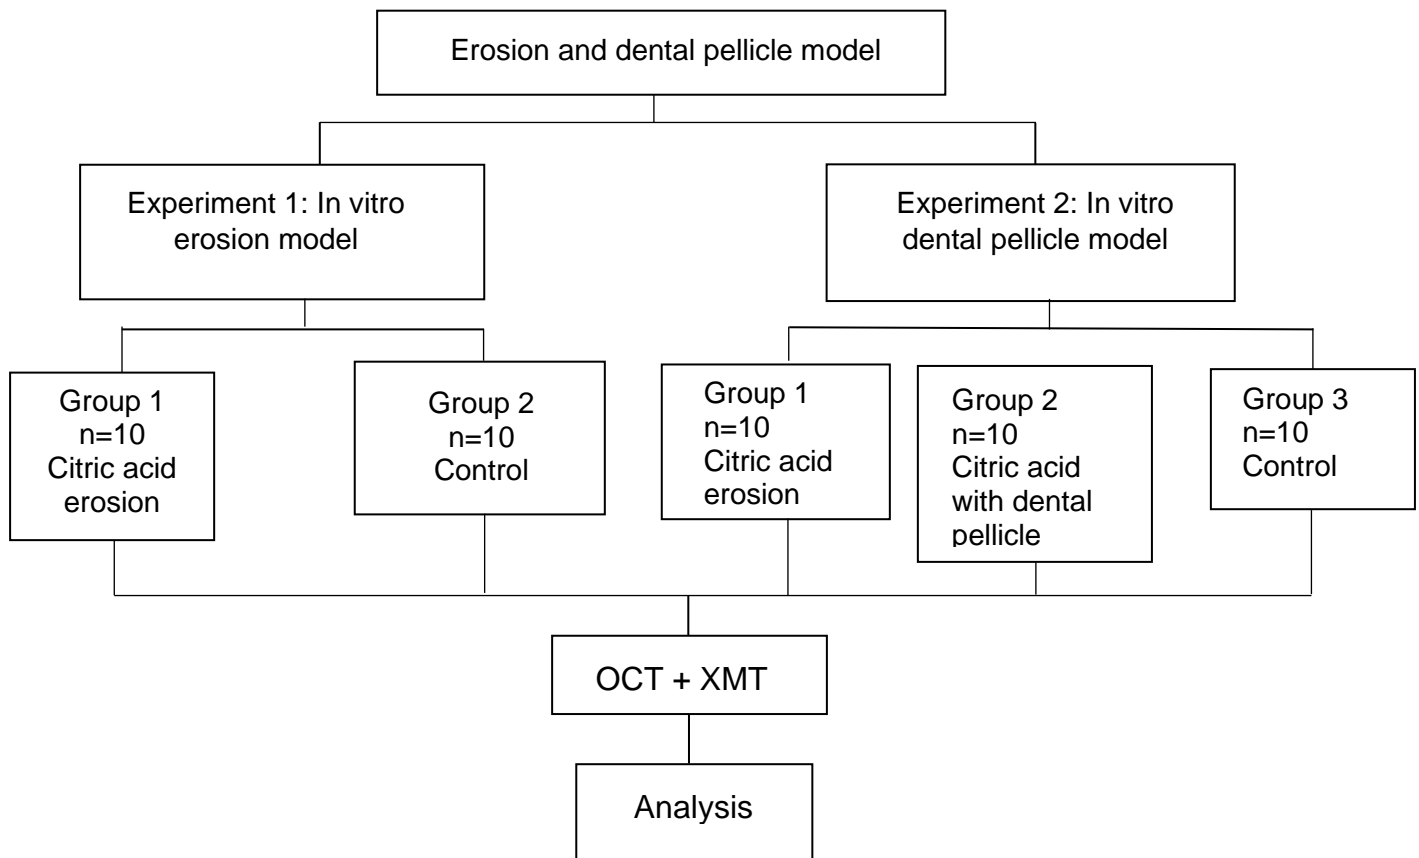 Erosion and dental pellicle model
Experiment 1: In vitro
erosion model
Experiment 2: In vitro
dental pellicle model
Group 1
n=10
Citric acid
erosion
Group 2
n=10
Control
Group 1
n=10
Citric acid
erosion
Group 2
n=10
Citric acid
with dental
pellicle
Group 3
n=10
Control
OCT + XMT
Analysis